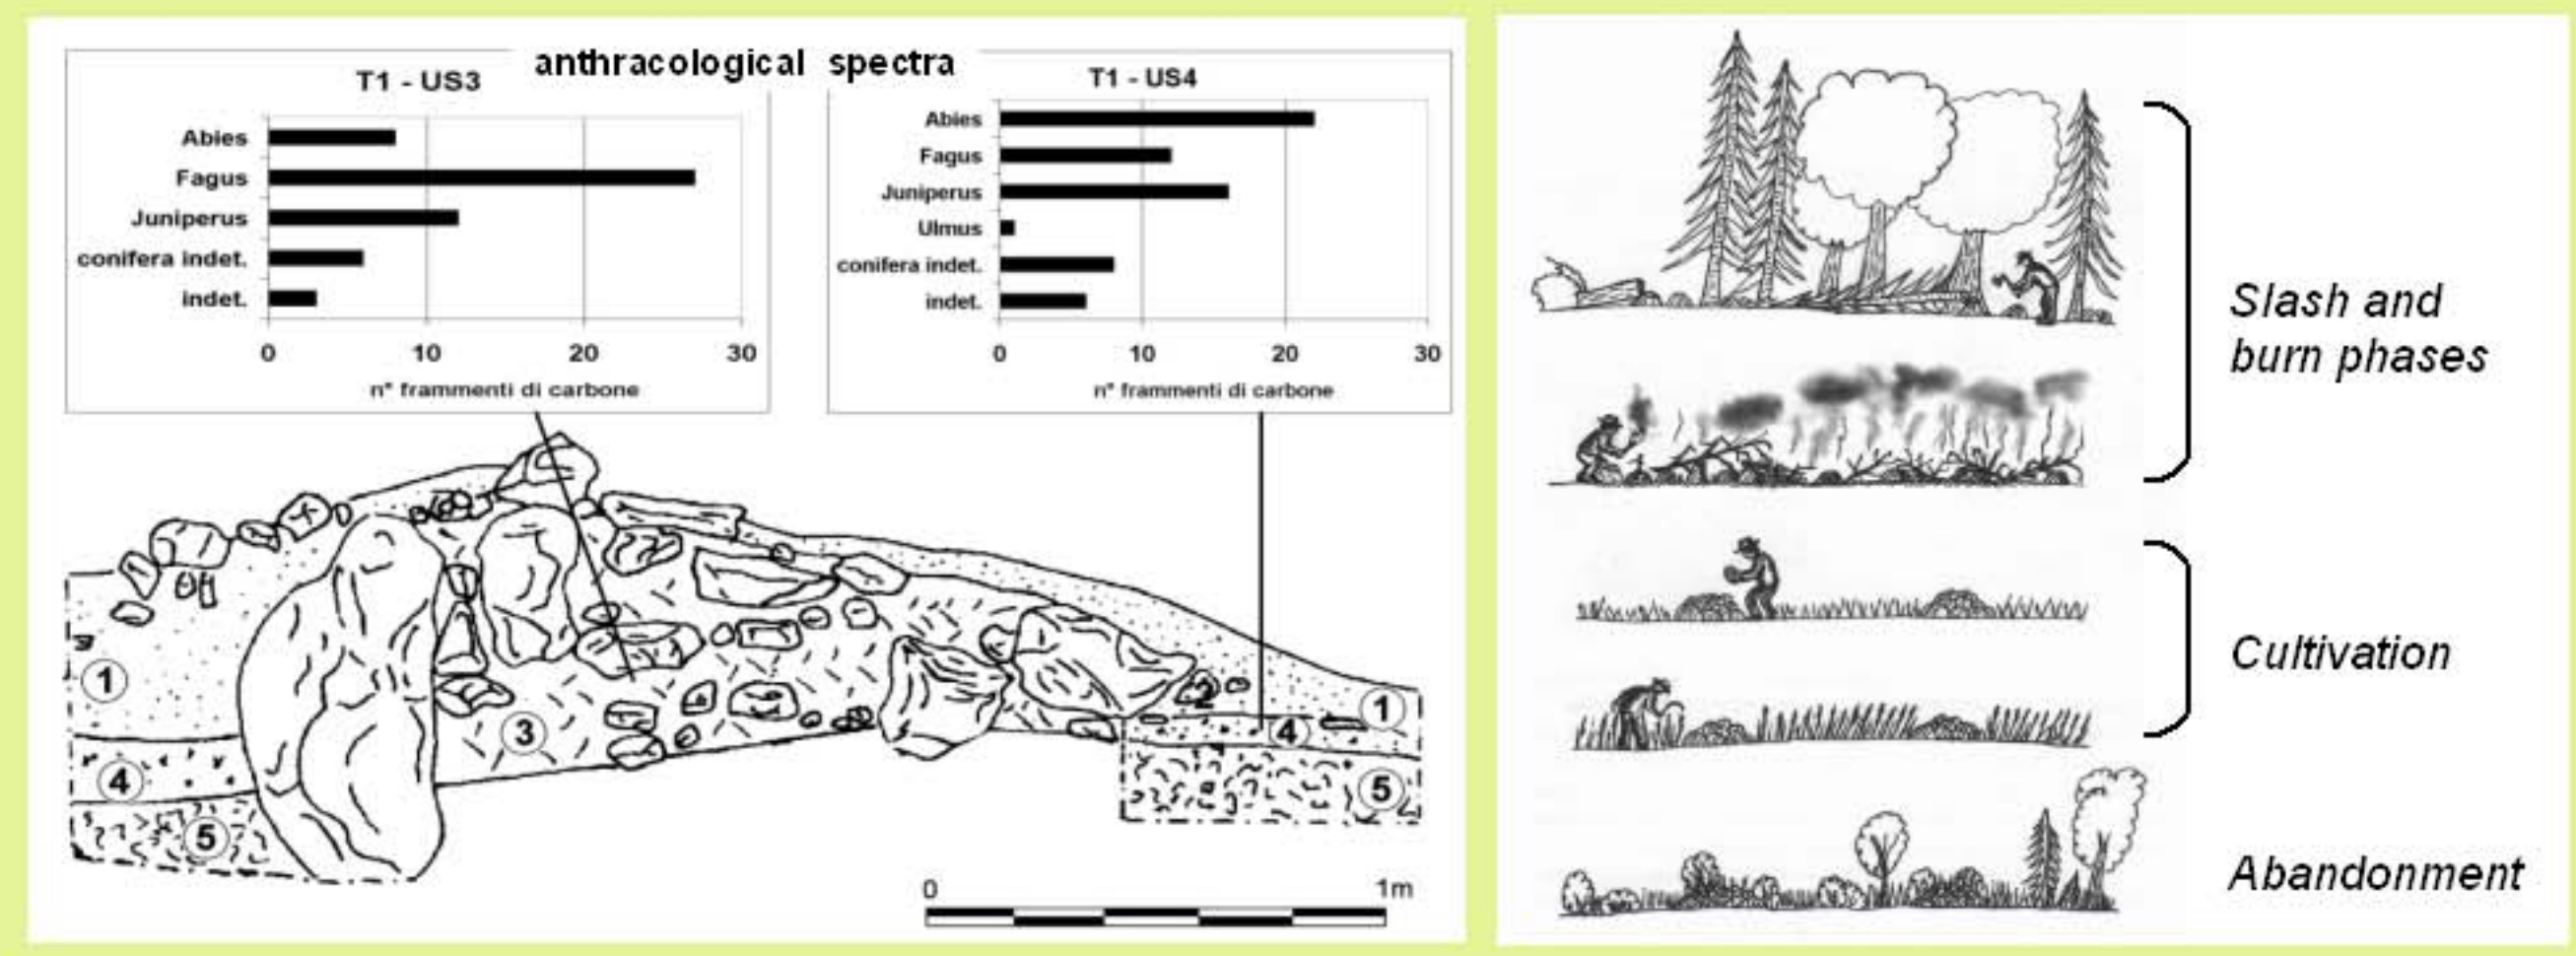 anthracological spectra
T1 - US3
Abies
Fagus
Juniperus
conifera indet.
indet.
0 10 20 30
n° frammenti di carbone
T1 - US4
Abies
Fagus
Juniperus
Ulmus
conifera indet.
indet.
0 10 20 30
n° frammenti di carbone
1
4
5
3
2
4
1
5
0 1m
Slash and
burn phases
Cultivation
Abandonment